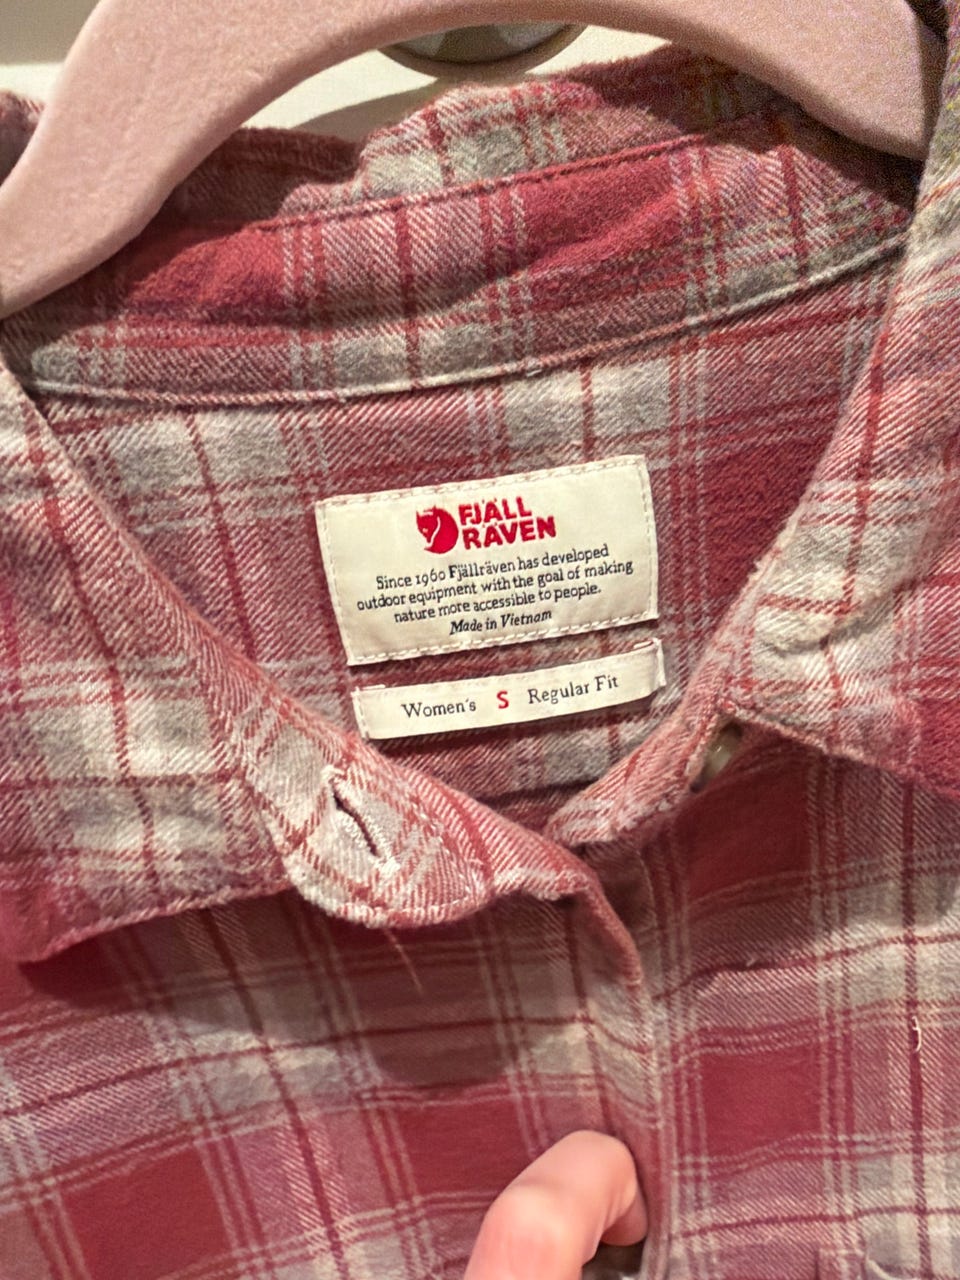 FJÄLL
RÄVEN
Since 1960 Fjällräven has developed
outdoor equipment with the goal of making
nature more accessible to people.
Made in Vietnam
Women's S Regular Fit